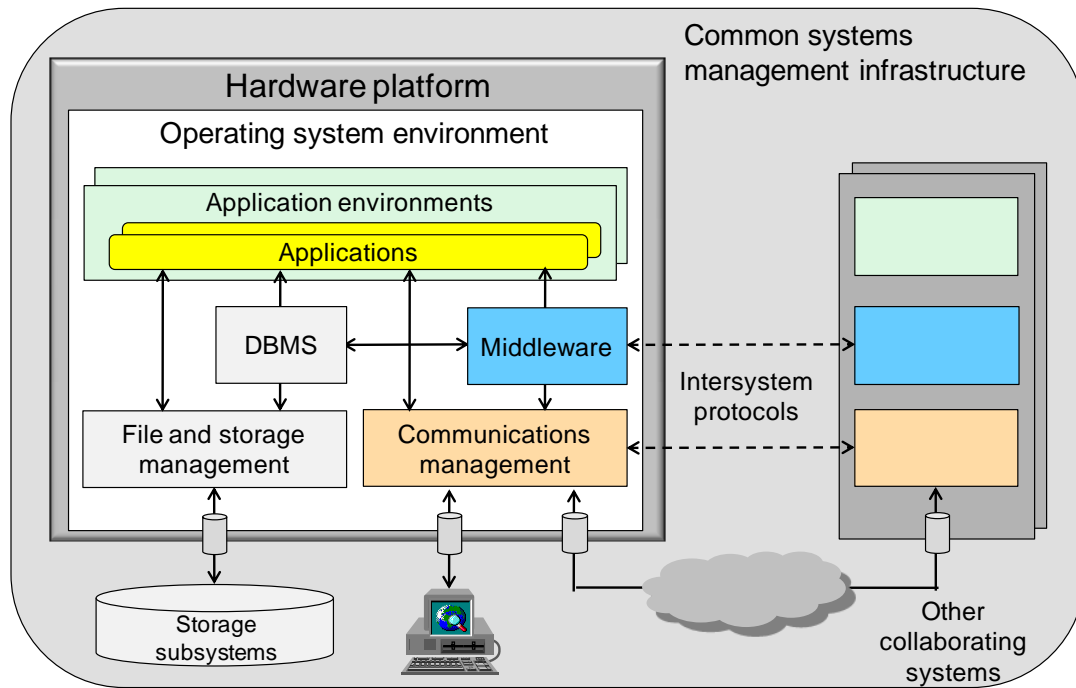 Common systems
management infrastructure
Hardware platform
Operating system environment
Application environments
Applications
DBMS
Middleware
Intersystem
protocols
File and storage
management
Communications
management
Storage
subsystems
Other
collaborating
systems